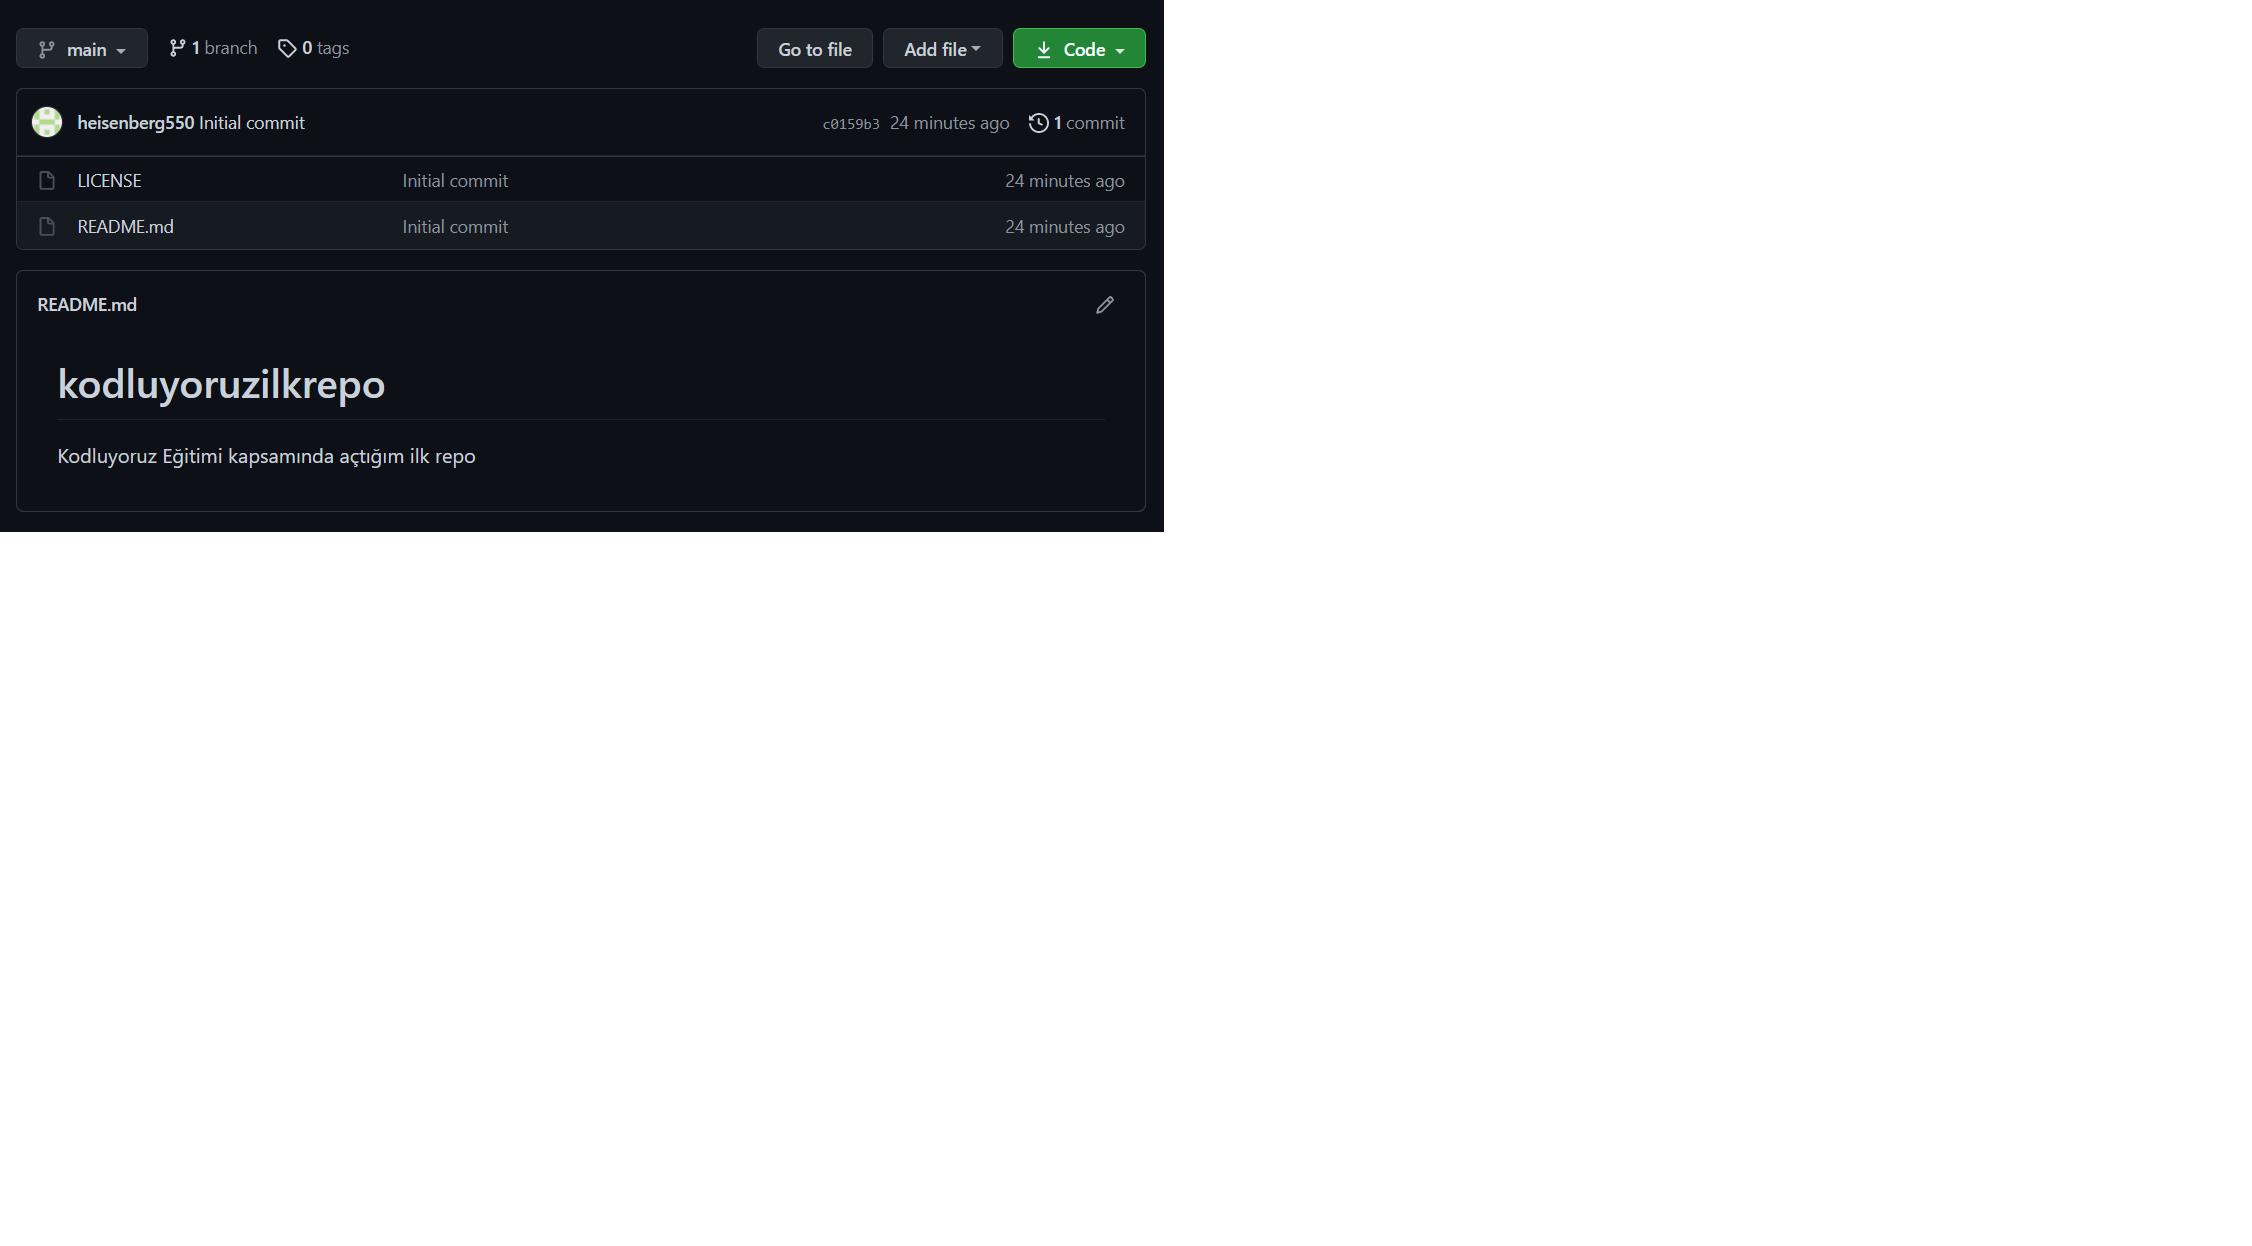 main 1 branch 0 tags Go to file Add file Code
heisenberg550 Initial commit c0159b3 24 minutes ago 1 commit
LICENSE Initial commit 24 minutes ago
README.md Initial commit 24 minutes ago
README.md
kodluyoruzilkrepo
Kodluyoruz Eğitimi kapsamında açtığım ilk repo